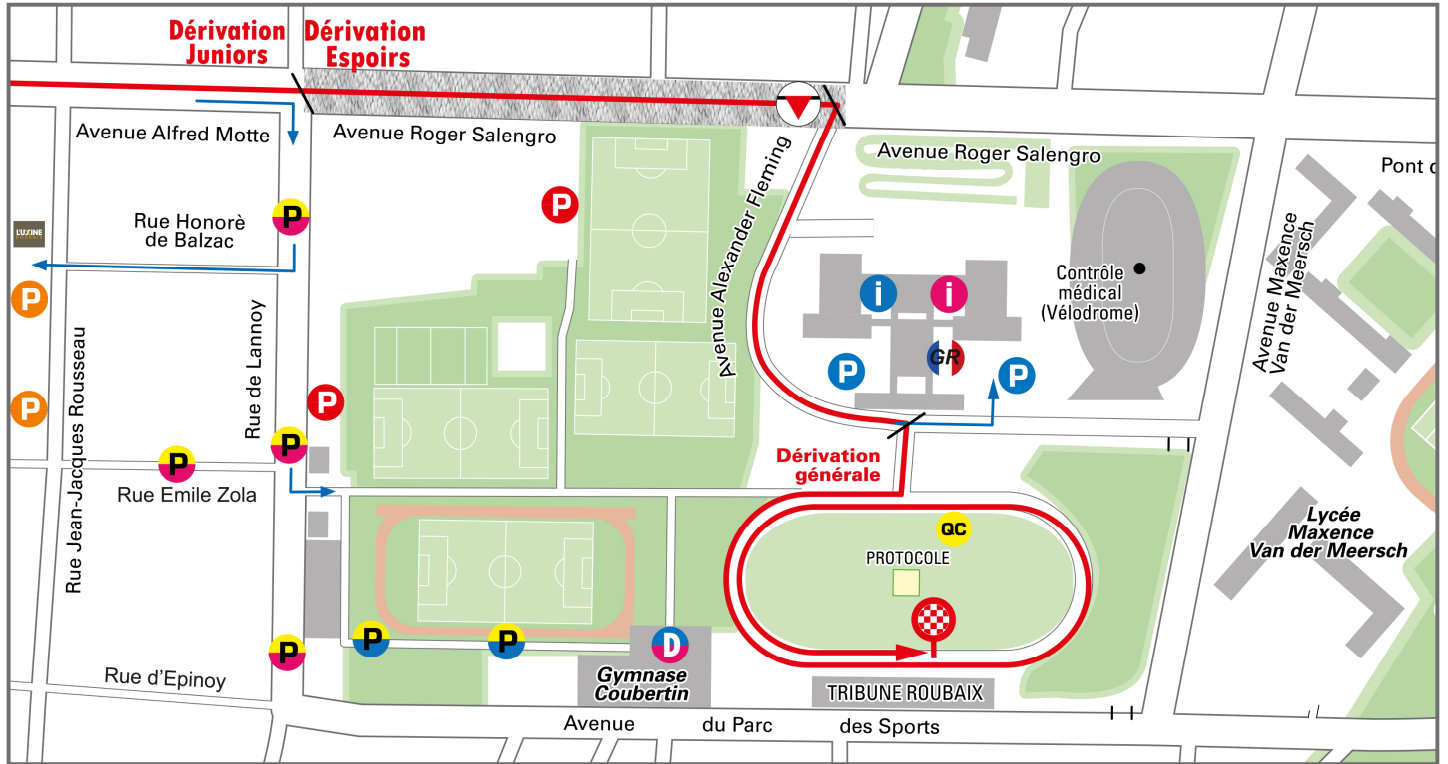 Dérivation
Juniors
Dérivation
Espoirs
Avenue Alfred Motte
Avenue Roger Salengro
Avenue Roger Salengro
Pont d
Avenue Alexander Fleming
P
P
Rue Honorè
de Balzac
L'USINE
Avenue Maxence
Van der Meersch
Contrôle
médical
(Vélodrome)
i
i
P
GR
P
P
Rue de Lannoy
Rue Jean-Jacques Rousseau
P
P
P
P
Rue Emile Zola
Dérivation
générale
QC
PROTOCOLE
Lycée
Maxence
Van der Meersch
P
P
P
D
Gymnase
Coubertin
Rue d'Epinoy
TRIBUNE ROUBAIX
Avenue du Parc des Sports